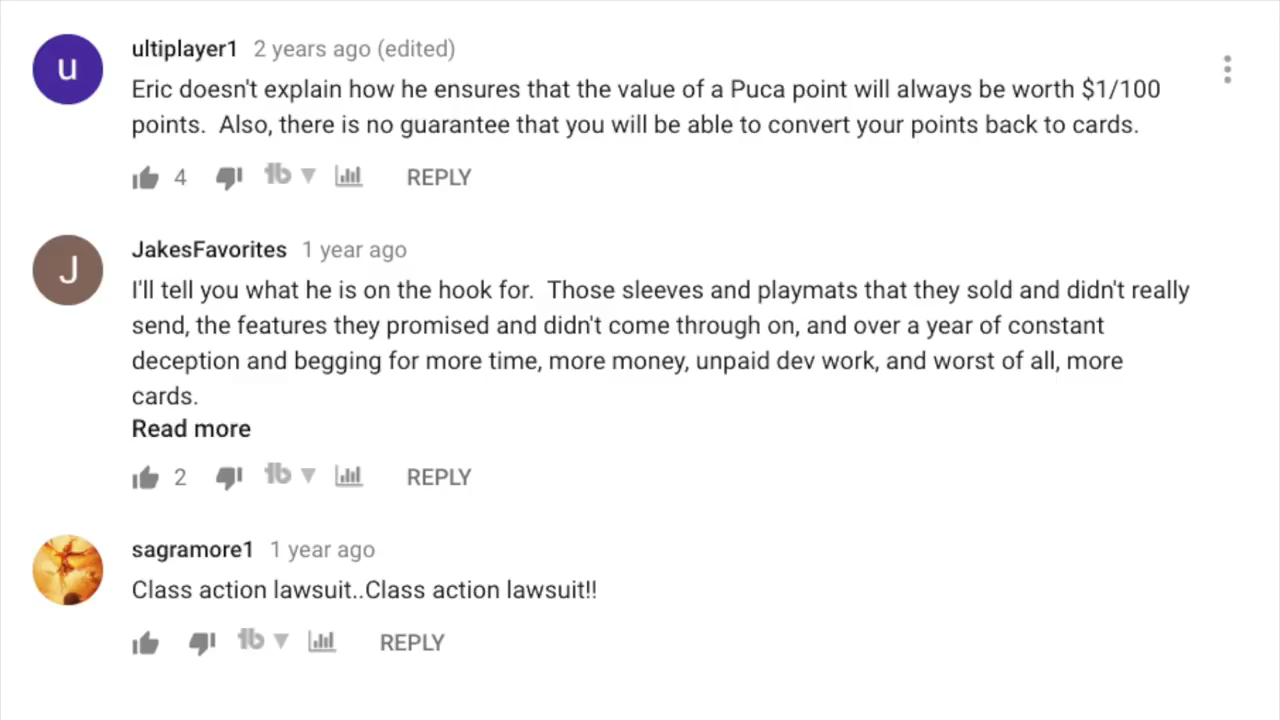 u
ultiplayer1 2 years ago (edited)
Eric doesn't explain how he ensures that the value of a Puca point will always be worth $1/100
points.  Also, there is no guarantee that you will be able to convert your points back to cards.
4 tb REPLY
J
JakesFavorites 1 year ago
I'll tell you what he is on the hook for.  Those sleeves and playmats that they sold and didn't really
send, the features they promised and didn't come through on, and over a year of constant
deception and begging for more time, more money, unpaid dev work, and worst of all, more
cards.
Read more
2 tb REPLY
sagramore1 1 year ago
Class action lawsuit..Class action lawsuit!!
tb REPLY